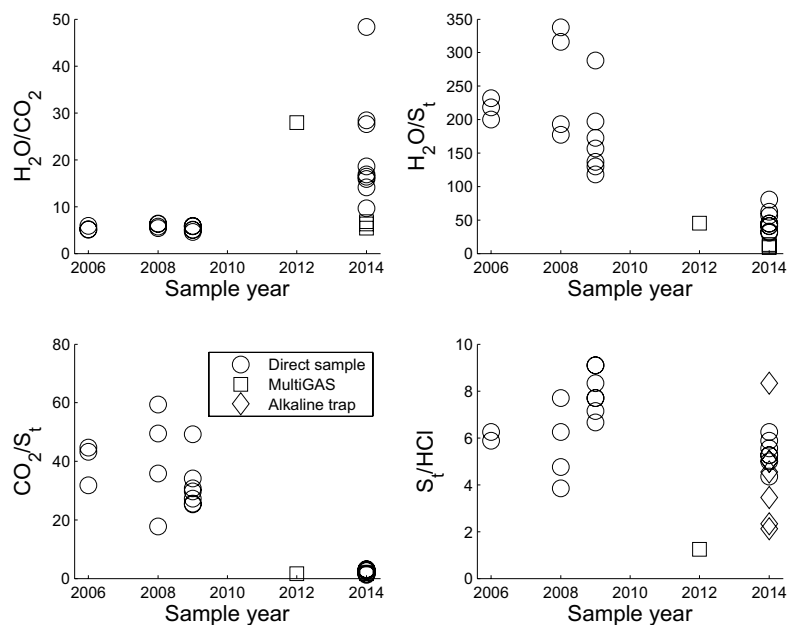 50
40
30
20
10
0
H2O/CO2
2006 2008 2010 2012 2014
Sample year
350
300
250
200
150
100
50
0
H2O/St
2006 2008 2010 2012 2014
Sample year
80
60
40
20
0
CO2/St
Direct sample
MultiGAS
Alkaline trap
2006 2008 2010 2012 2014
Sample year
10
8
6
4
2
0
St/HCl
2006 2008 2010 2012 2014
Sample year